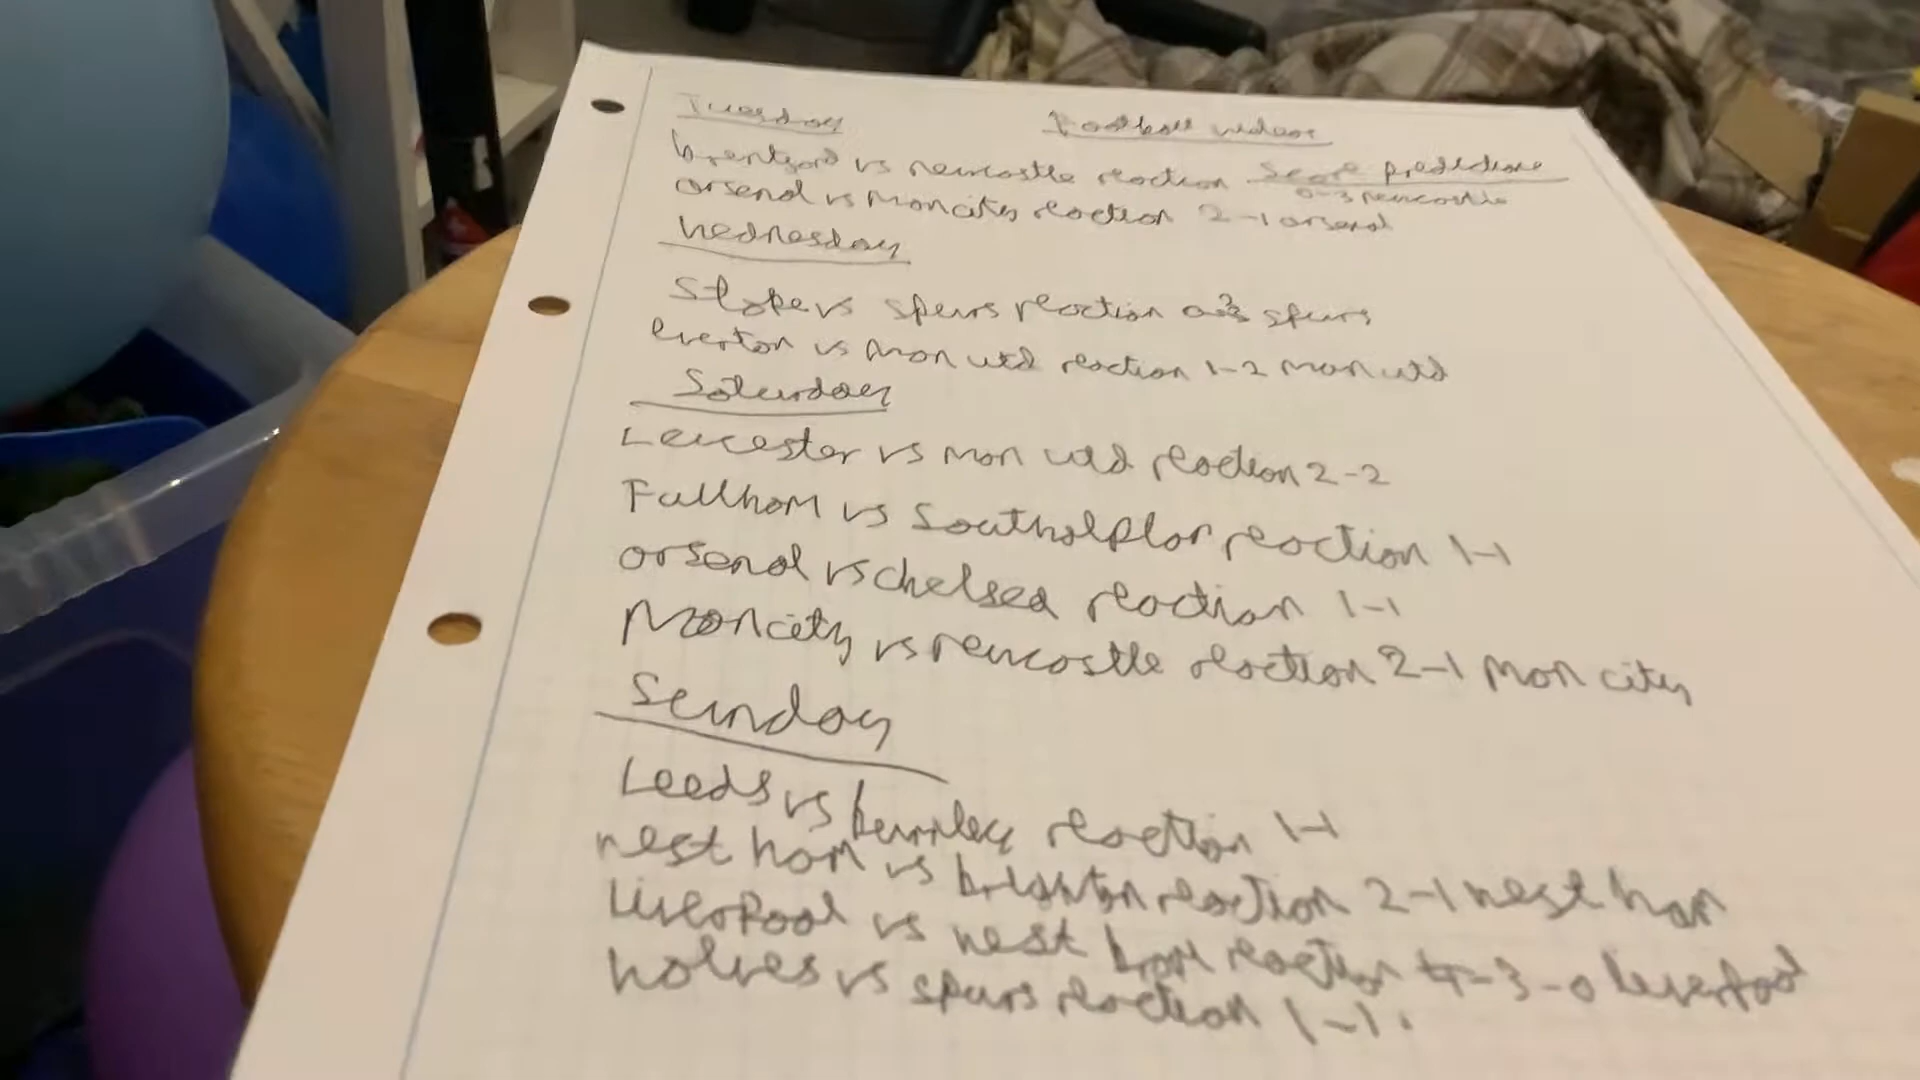 Tuesday
Football videos
brentford vs newcastle reaction Score predictions
0-3 newcastle
arsenal vs Man city reaction 2-1 arsenal
Wednesday
Stoke vs spurs reaction spurs
everton vs man utd reaction 1-2 man utd
Saturday
Leicester vs man utd reaction 2-2
Fullham vs reaction 1-1
arsenal vs chelsea reaction 1-1
Man city vs newcastle reaction 2-1 Man city
Sunday
Leeds vs burnley reaction 1-1
west ham vs brighton reaction 2-1 west ham
Liverpool vs west brom reaction 3-0 liverpool
wolves vs spurs reaction 1-1.